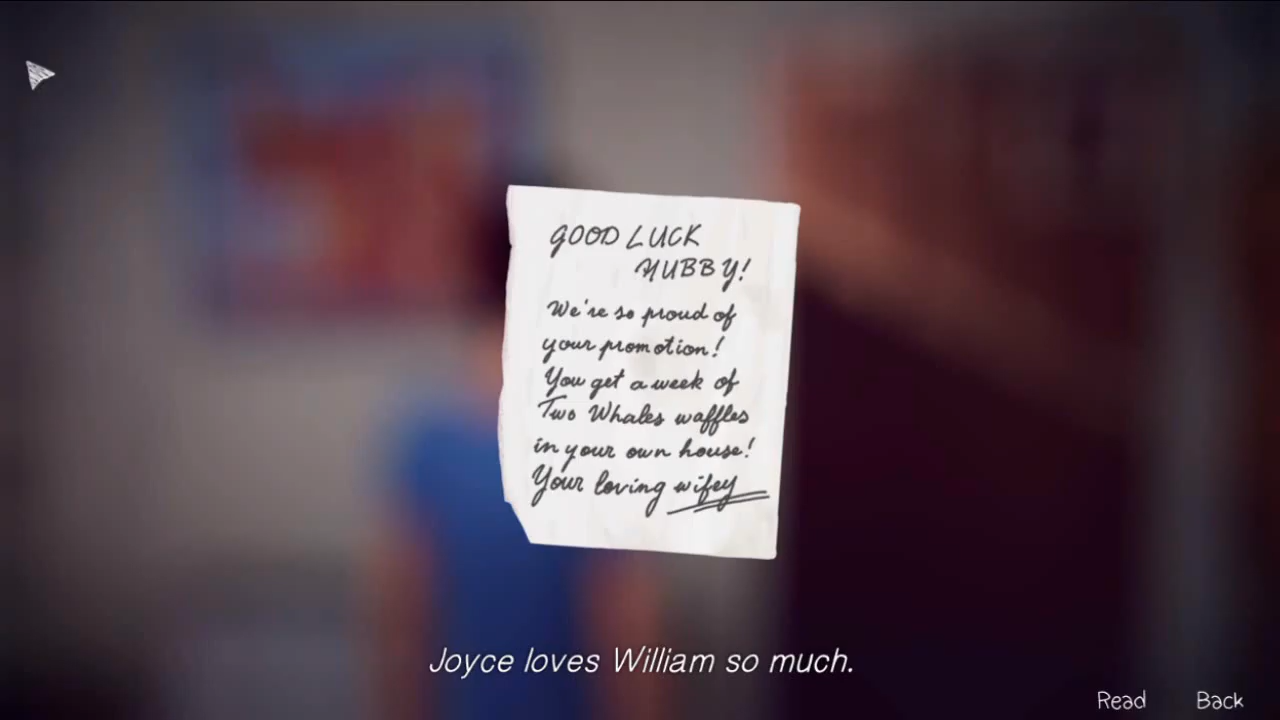 GOOD LUCK
HUBBY!
We're so proud of
your promotion!
You get a week of
Two Whales waffles
in your own house!
Your loving wifey
Joyce loves William so much.
Read Back